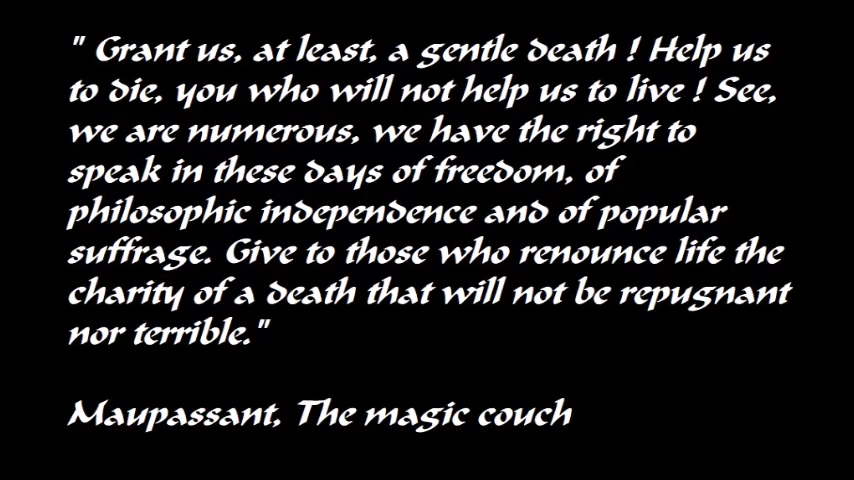 " Grant us, at least, a gentle death ! Help us
to die, you who will not help us to live ! See,
we are numerous, we have the right to
speak in these days of freedom, of
philosophic independence and of popular
suffrage. Give to those who renounce life the
charity of a death that will not be repugnant
nor terrible."
Maupassant, The magic couch